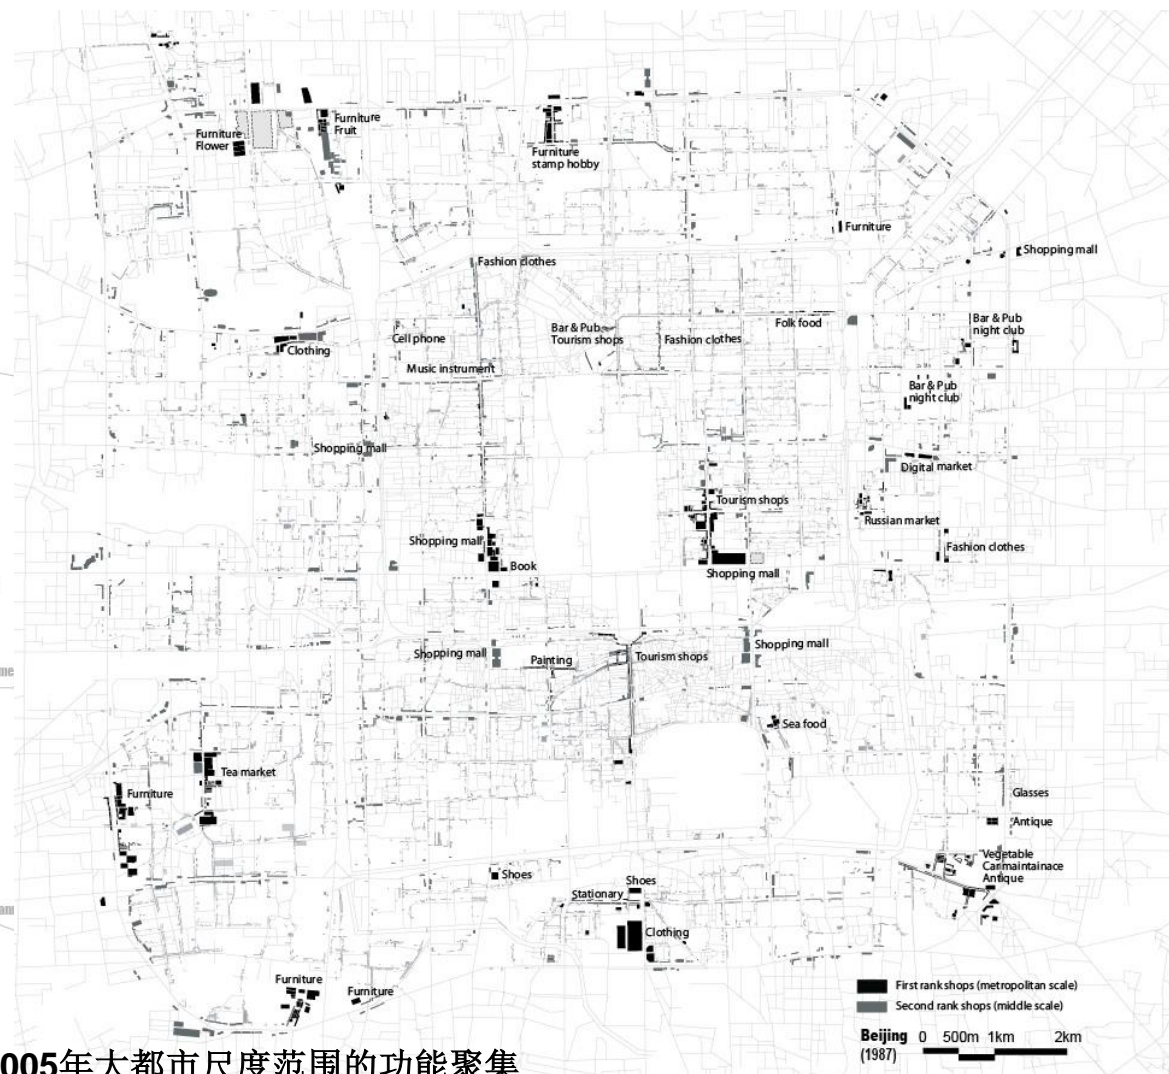 Furniture
Fruit
Furniture
Flower
Furniture
stamp hobby
Furniture
Shopping mall
Fashion clothes
Folk food
Bar & Pub
night club
Bar & Pub
Tourism shops
Cell phone
Fashion clothes
Clothing
Music instrument
Bar & Pub
night club
Shopping mall
Digital market
Tourism shops
Russian market
Shopping mall
Fashion clothes
Book
Shopping mall
Shopping mall
Shopping mall
Painting
Tourism shops
Sea food
Tea market
Furniture
Glasses
Antique
Vegetable
Carmaintainace
Antique
Shoes
Shoes
Stationary
Clothing
Furniture
Furniture
First rank shops (metropolitan scale)
Second rank shops (middle scale)
Beijing 0 500m 1km 2km
(1987)
005年大都市尺度范围的功能聚集